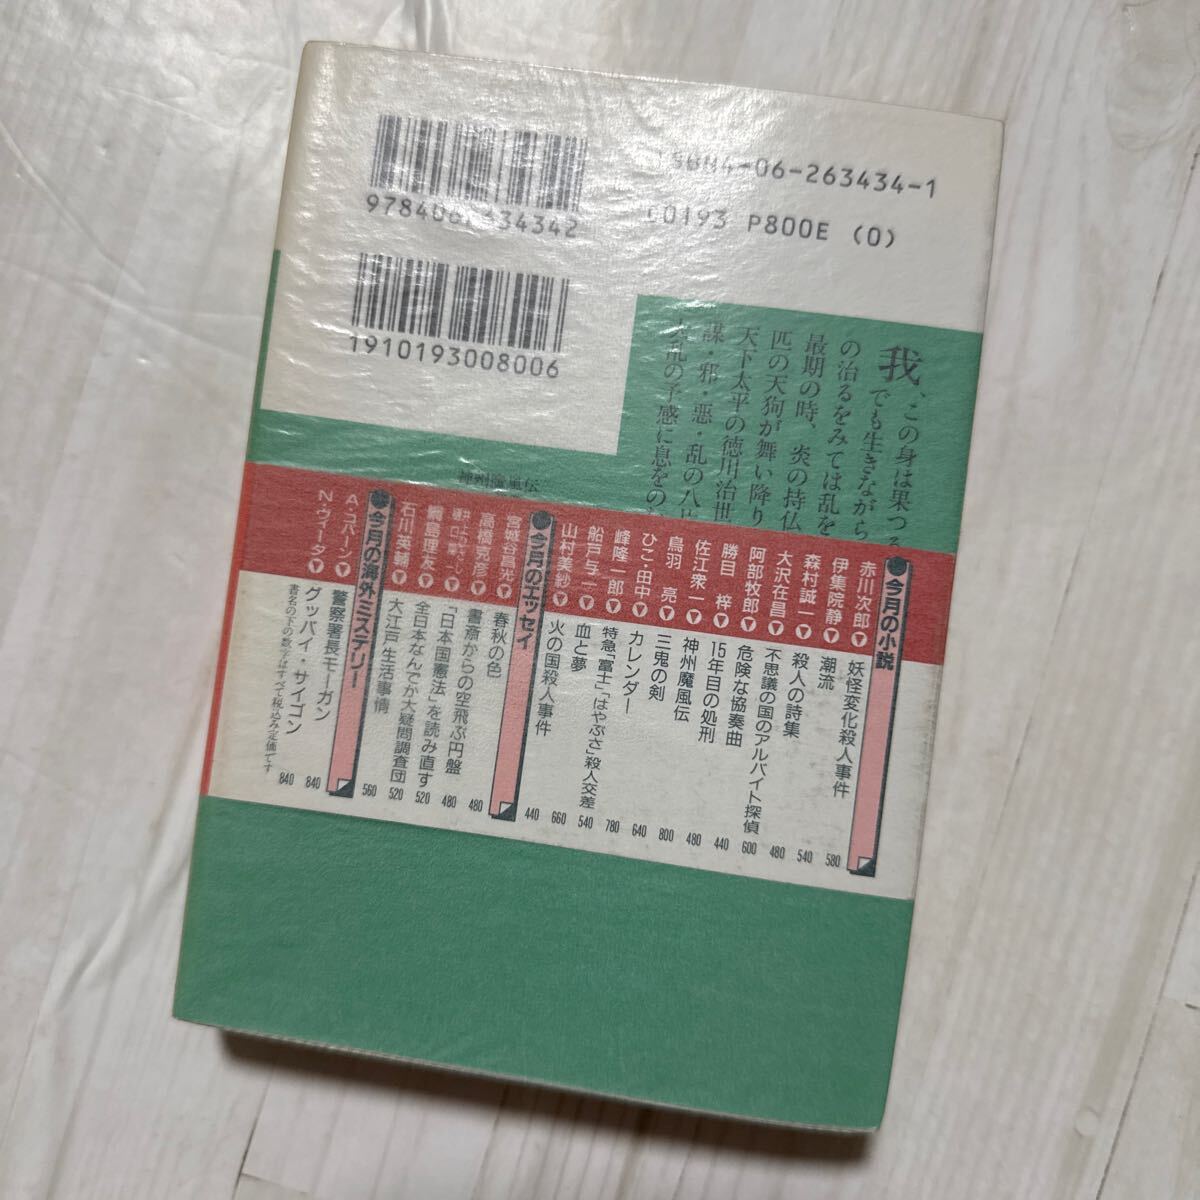 ISBN4-06-263434-1
C0193 P800E (0)
1910193008006
我、この身は果つる
でも生きながら
の治るをみては乱を
最期の時、炎の持仏
匹の天狗が舞い降り
天下太平の徳川治世
謀・邪・悪・乱の八
乱の予感に息をの
神州魔風伝
今月の小説
赤川次郎▼妖怪変化殺人事件 580
伊集院静▼潮流 540
森村誠一▼殺人の詩集 480
大沢在昌▼不思議の国のアルバイト探偵 600
阿部牧郎▼危険な協奏曲 440
勝目 梓▼15年目の処刑 480
佐江衆一▼神州魔風伝 800
鳥羽 亮▼三鬼の剣 640
ひこ・田中▼カレンダー 780
峰隆一郎▼特急「富士」「はやぶさ」殺人交差 540
船戸与一▼血と夢 660
山村美紗▼火の国殺人事件 440
今月のエッセイ
宮城谷昌光▼春秋の色 480
高橋克彦▼書斎からの空飛ぶ円盤 480
井上ひさし 樋口陽一▼「日本国憲法」を読み直す 520
綱島理友▼全日本なんでか大疑問調査団 520
石川英輔▼大江戸生活事情 560
今月の海外ミステリー
A・コバーン▼警察署長モーガン 840
N・ヴィーダ▼グッバイ・サイゴン 840
書名の下の数字はすべて税込み定価です